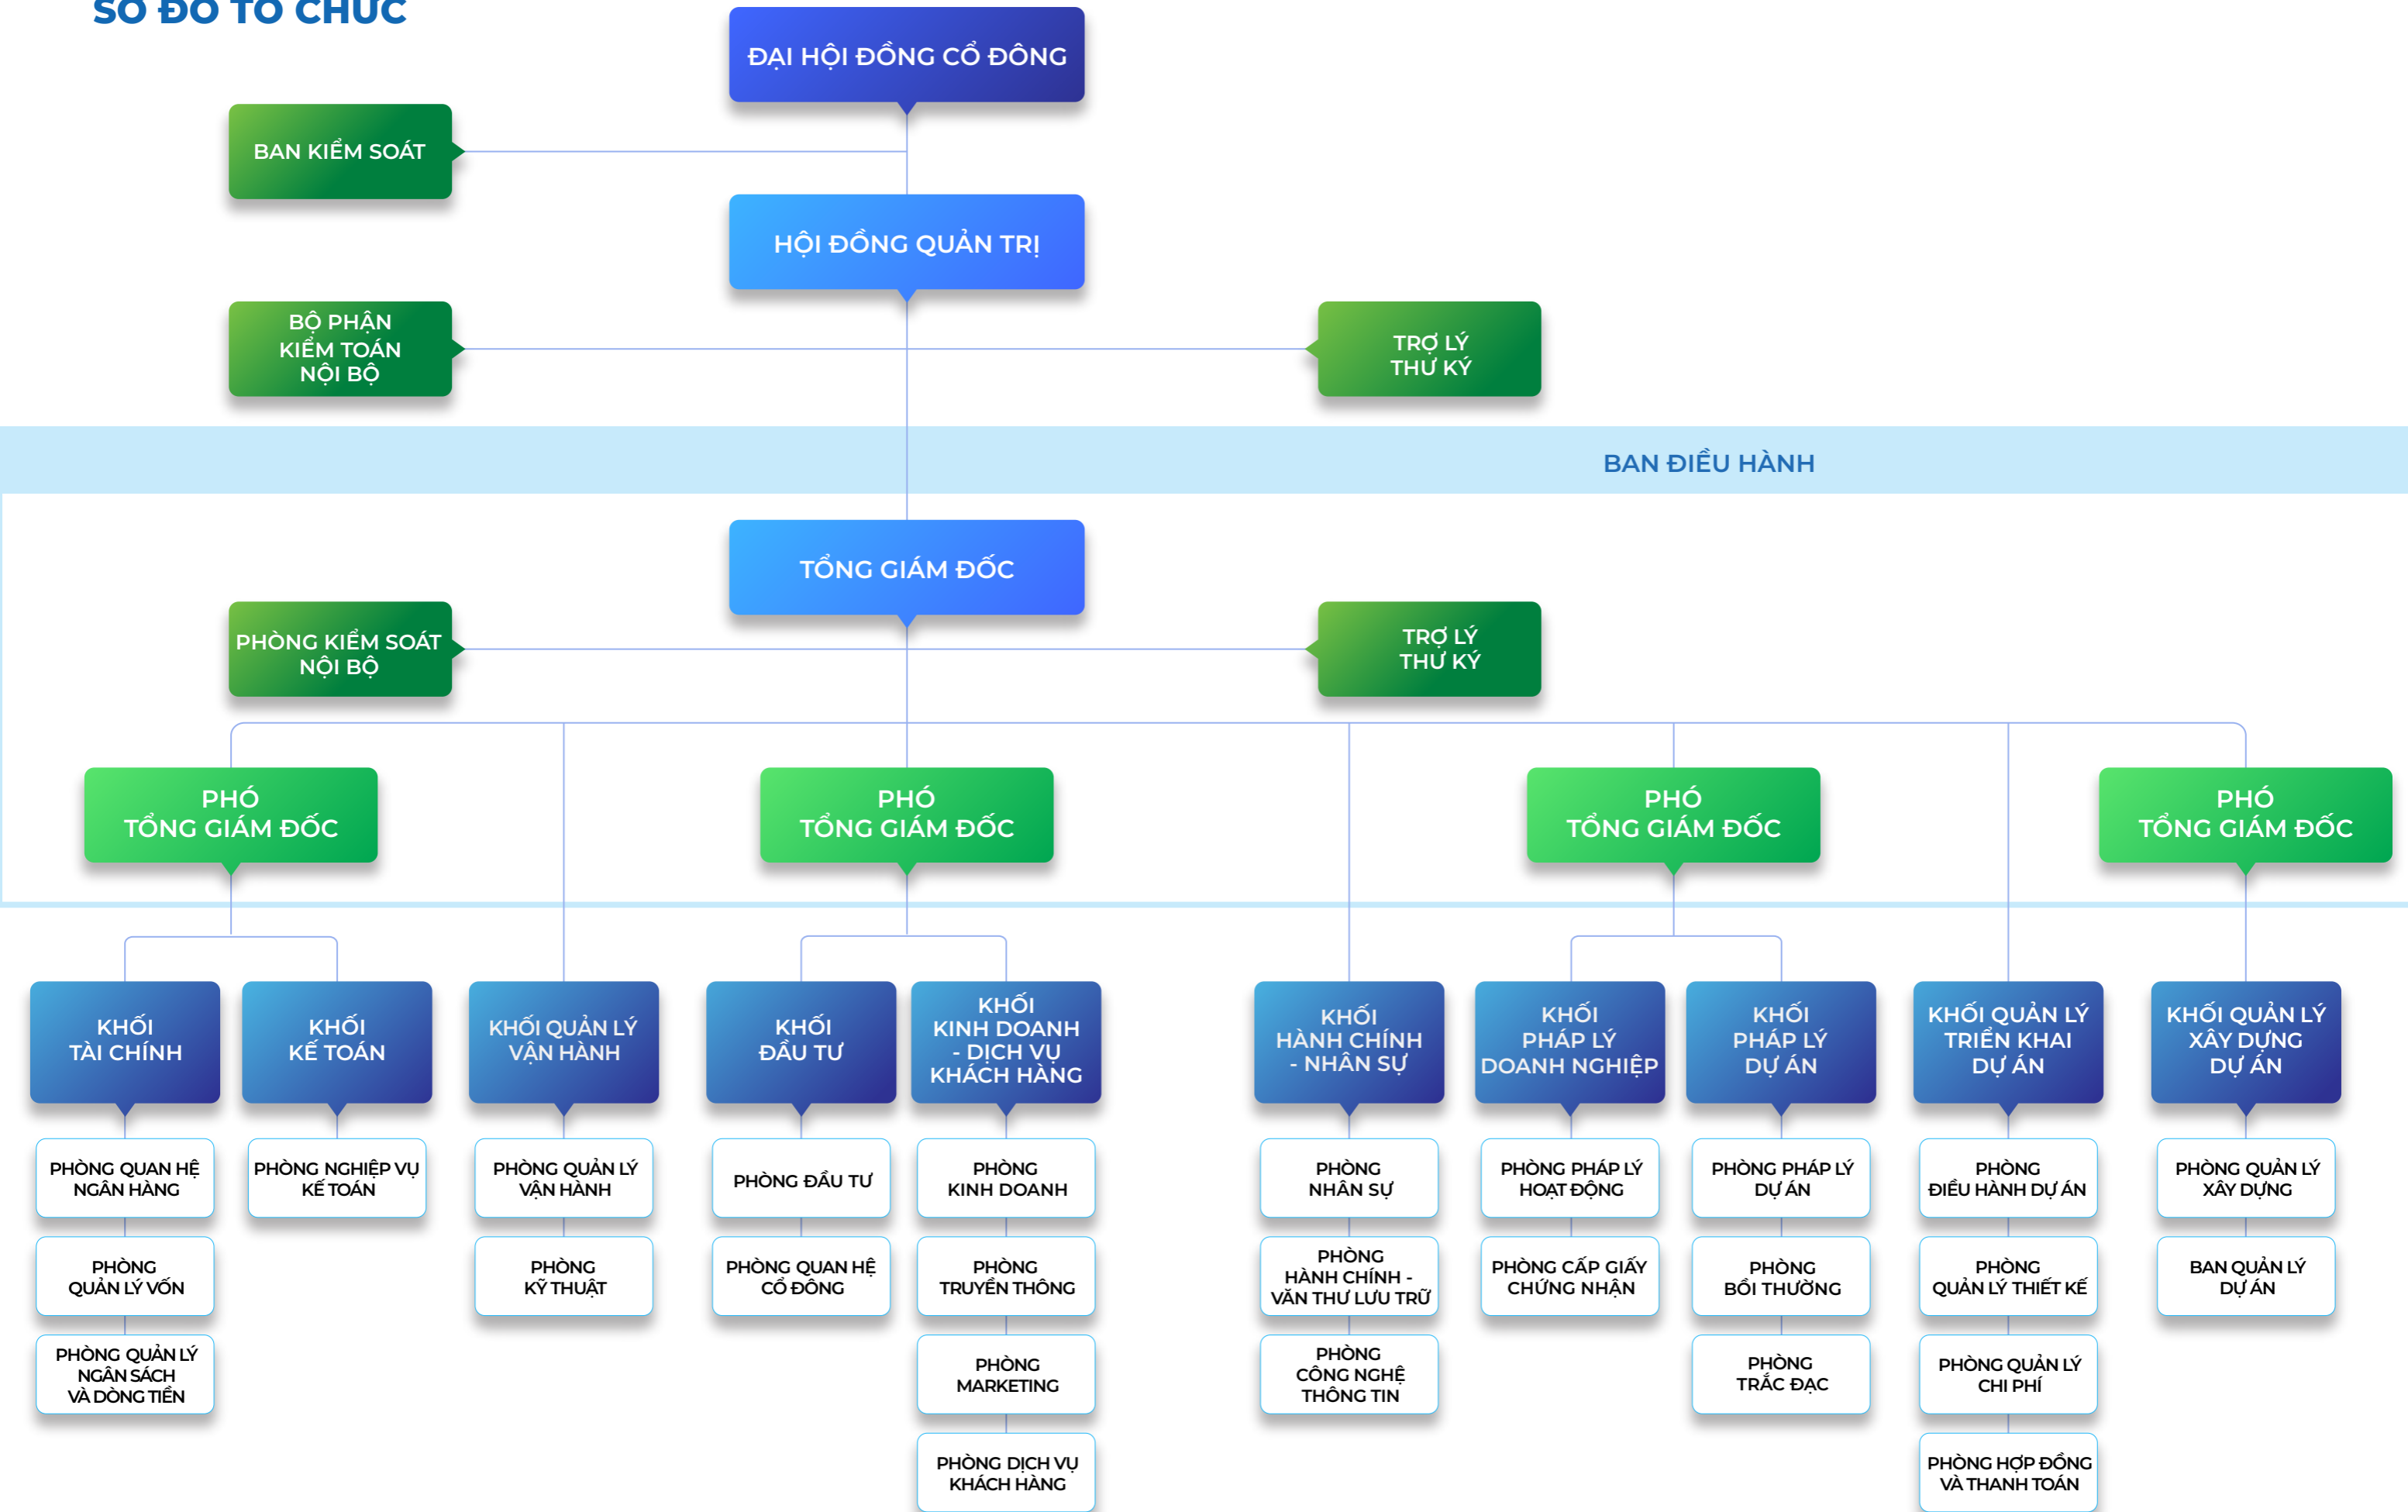 SƠ ĐỒ TỔ CHỨC
ĐẠI HỘI ĐỒNG CỔ ĐÔNG
BAN KIỂM SOÁT
HỘI ĐỒNG QUẢN TRỊ
BỘ PHẬN
KIỂM TOÁN
NỘI BỘ
TRỢ LÝ
THƯ KÝ
BAN ĐIỀU HÀNH
TỔNG GIÁM ĐỐC
PHÒNG KIỂM SOÁT
NỘI BỘ
TRỢ LÝ
THƯ KÝ
PHÓ
TỔNG GIÁM ĐỐC
PHÓ
TỔNG GIÁM ĐỐC
PHÓ
TỔNG GIÁM ĐỐC
PHÓ
TỔNG GIÁM ĐỐC
KHỐI
TÀI CHÍNH
KHỐI
KẾ TOÁN
KHỐI QUẢN LÝ
VẬN HÀNH
KHỐI
ĐẦU TƯ
KHỐI
KINH DOANH
- DỊCH VỤ
KHÁCH HÀNG
KHỐI
HÀNH CHÍNH
- NHÂN SỰ
KHỐI
PHÁP LÝ
DOANH NGHIỆP
KHỐI
PHÁP LÝ
DỰ ÁN
KHỐI QUẢN LÝ
TRIỂN KHAI
DỰ ÁN
KHỐI QUẢN LÝ
XÂY DỰNG
DỰ ÁN
PHÒNG QUAN HỆ
NGÂN HÀNG
PHÒNG NGHIỆP VỤ
KẾ TOÁN
PHÒNG QUẢN LÝ
VẬN HÀNH
PHÒNG ĐẦU TƯ
PHÒNG
KINH DOANH
PHÒNG
NHÂN SỰ
PHÒNG PHÁP LÝ
HOẠT ĐỘNG
PHÒNG PHÁP LÝ
DỰ ÁN
PHÒNG
ĐIỀU HÀNH DỰ ÁN
PHÒNG QUẢN LÝ
XÂY DỰNG
PHÒNG
QUẢN LÝ VỐN
PHÒNG
KỸ THUẬT
PHÒNG QUAN HỆ
CỔ ĐÔNG
PHÒNG
TRUYỀN THÔNG
PHÒNG
HÀNH CHÍNH -
VĂN THƯ LƯU TRỮ
PHÒNG CẤP GIẤY
CHỨNG NHẬN
PHÒNG
BỒI THƯỜNG
PHÒNG
QUẢN LÝ THIẾT KẾ
BAN QUẢN LÝ
DỰ ÁN
PHÒNG QUẢN LÝ
NGÂN SÁCH
VÀ DÒNG TIỀN
PHÒNG
MARKETING
PHÒNG
CÔNG NGHỆ
THÔNG TIN
PHÒNG
TRẮC ĐẠC
PHÒNG QUẢN LÝ
CHI PHÍ
PHÒNG DỊCH VỤ
KHÁCH HÀNG
PHÒNG HỢP ĐỒNG
VÀ THANH TOÁN